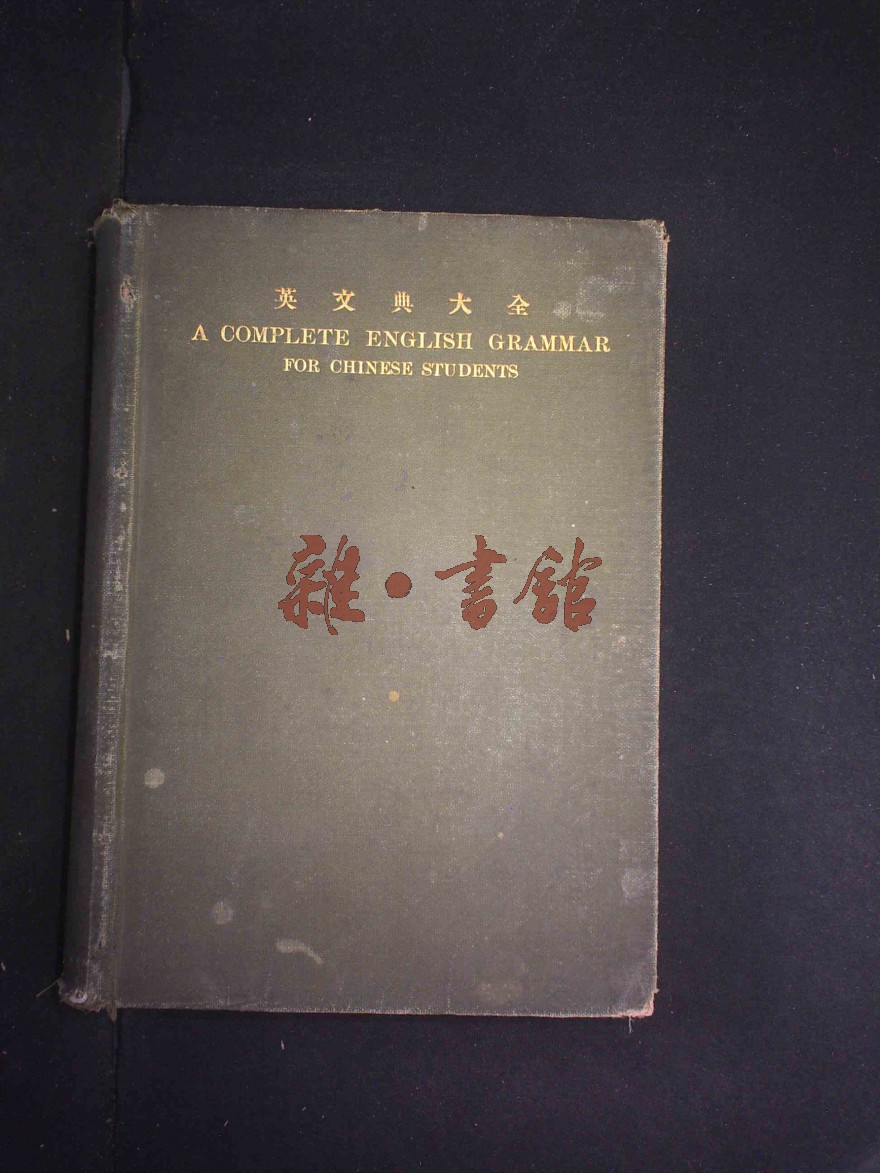 英文典大全
A COMPLETE ENGLISH GRAMMAR
FOR CHINESE STUDENTS
雜·書館